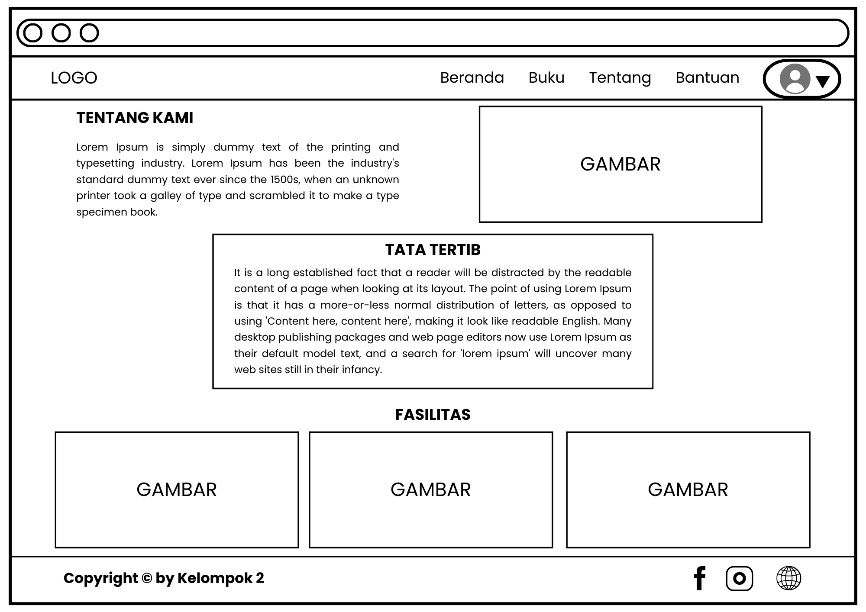 LOGO
Beranda Buku Tentang Bantuan
TENTANG KAMI
Lorem Ipsum is simply dummy text of the printing and
typesetting industry. Lorem Ipsum has been the industry's
standard dummy text ever since the 1500s, when an unknown
printer took a galley of type and scrambled it to make a type
specimen book.
GAMBAR
TATA TERTIB
It is a long established fact that a reader will be distracted by the readable
content of a page when looking at its layout. The point of using Lorem Ipsum
is that it has a more-or-less normal distribution of letters, as opposed to
using 'Content here, content here', making it look like readable English. Many
desktop publishing packages and web page editors now use Lorem Ipsum as
their default model text, and a search for 'lorem ipsum' will uncover many
web sites still in their infancy.
FASILITAS
GAMBAR
GAMBAR
GAMBAR
Copyright © by Kelompok 2